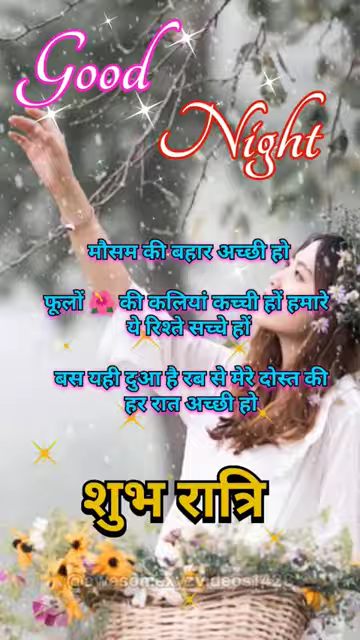 Good
Night
मौसम की बहार अच्छी हो
फूलों 🌺 की कलियां कच्ची हों हमारे
ये रिश्ते सच्चे हों
बस यही दुआ है रब से मेरे दोस्त की
हर रात अच्छी हो
शुभ रात्रि